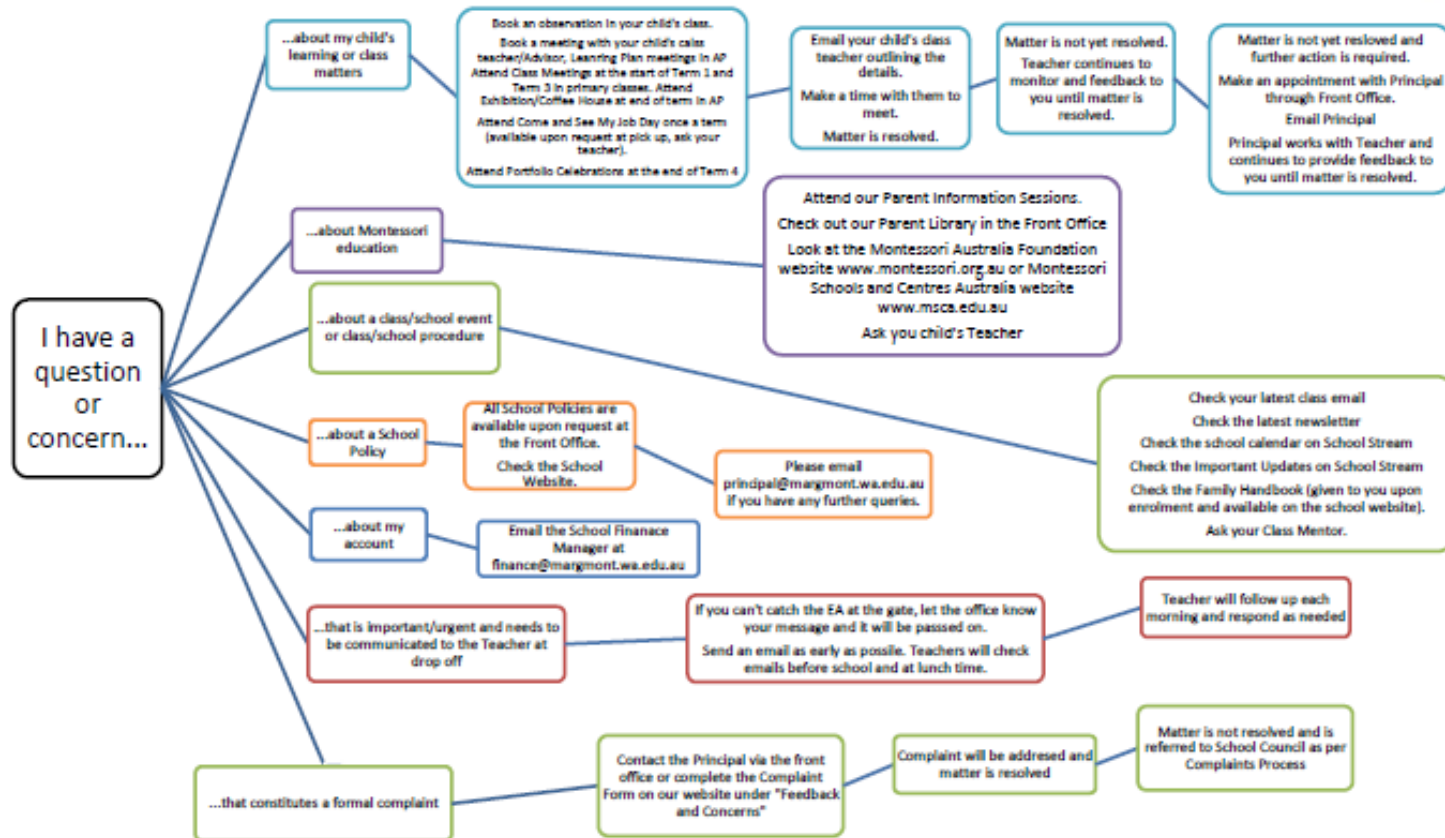 I have a
question
or
concern...
...about my child's
learning or class
matters
Book an observation in your child's class.
Book a meeting with your child's calss
teacher/Advisor, Leanring Plan meetings in AP
Attend Class Meetings at the start of Term 1 and
Term 3 in primary classes. Attend
Exhibition/Coffee House at end of term in AP
Attend Come and See My Job Day once a term
(available upon request at pick up, ask your
teacher).
Attend Portfolio Celebrations at the end of Term 4
Email your child's class
teacher outlining the
details.
Make a time with them to
meet.
Matter is resolved.
Matter is not yet resolved.
Teacher continues to
monitor and feedback to
you until matter is
resolved.
Matter is not yet resloved and
further action is required.
Make an appointment with Principal
through Front Office.
Email Principal
Principal works with Teacher and
continues to provide feedback to
you until matter is resolved.
...about Montessori
education
Attend our Parent Information Sessions.
Check out our Parent Library in the Front Office
Look at the Montessori Australia Foundation
website www.montessori.org.au or Montessori
Schools and Centres Australia website
www.msca.edu.au
Ask you child's Teacher
...about a class/school event
or class/school procedure
Check your latest class email
Check the latest newsletter
Check the school calendar on School Stream
Check the Important Updates on School Stream
Check the Family Handbook (given to you upon
enrolment and available on the school website).
Ask your Class Mentor.
...about a School
Policy
All School Policies are
available upon request at
the Front Office.
Check the School
Website.
Please email
principal@margmont.wa.edu.au
if you have any further queries.
...about my
account
Email the School Finanace
Manager at
finance@margmont.wa.edu.au
...that is important/urgent and needs to
be communicated to the Teacher at
drop off
If you can't catch the EA at the gate, let the office know
your message and it will be passsed on.
Send an email as early as possile. Teachers will check
emails before school and at lunch time.
Teacher will follow up each
morning and respond as needed
...that constitutes a formal complaint
Contact the Principal via the front
office or complete the Complaint
Form on our website under "Feedback
and Concerns"
Complaint will be addresed and
matter is resolved
Matter is not resolved and is
referred to School Council as per
Complaints Process